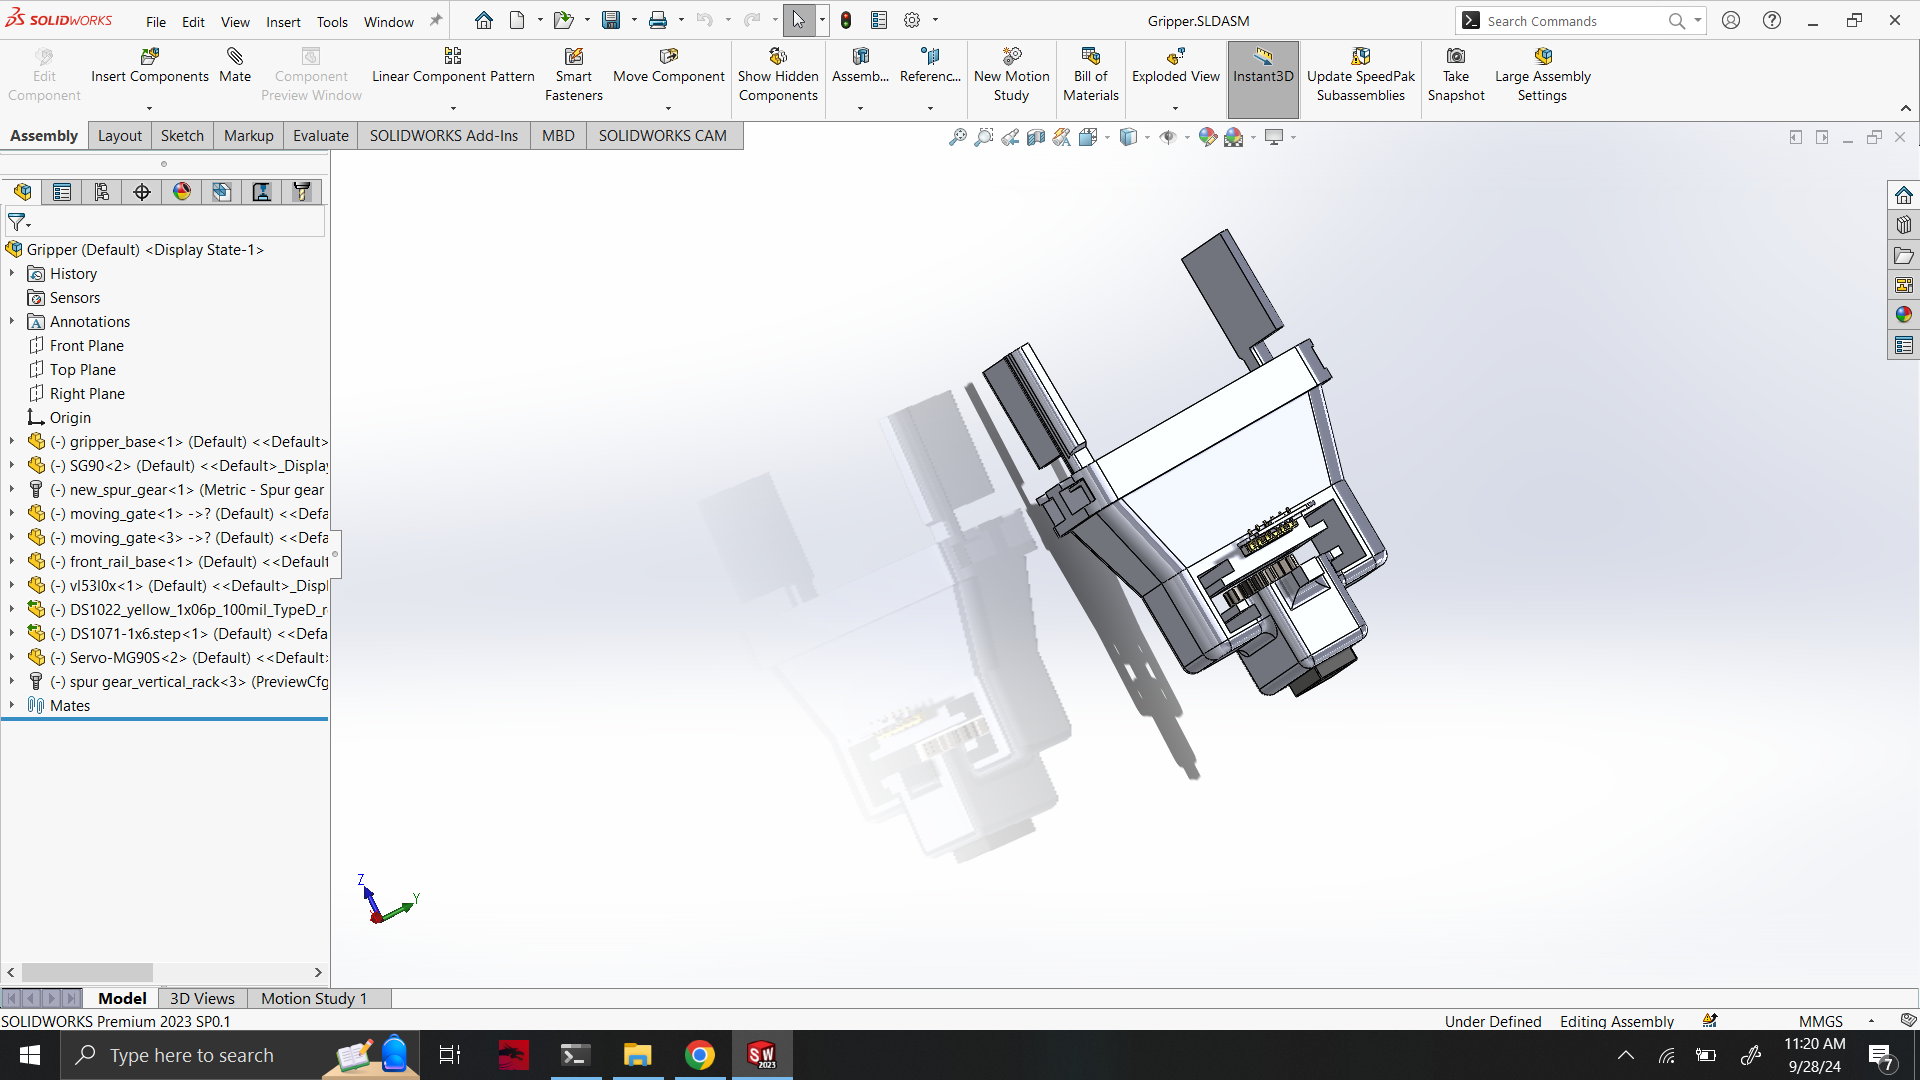 SOLIDWORKS File Edit View Insert Tools Window Gripper.SLDASM Search Commands
Edit Component
Insert Components
Mate
Component Preview Window
Linear Component Pattern
Smart Fasteners
Move Component
Show Hidden Components
Assemb...
Referenc...
New Motion Study
Bill of Materials
Exploded View
Instant3D
Update SpeedPak Subassemblies
Take Snapshot
Large Assembly Settings
Assembly Layout Sketch Markup Evaluate SOLIDWORKS Add-Ins MBD SOLIDWORKS CAM
Gripper (Default) <Display State-1>
History
Sensors
Annotations
Front Plane
Top Plane
Right Plane
Origin
(-) gripper_base<1> (Default) <<Default>
(-) SG90<2> (Default) <<Default>_Display
(-) new_spur_gear<1> (Metric - Spur gear
(-) moving_gate<1> ->? (Default) <<Defa
(-) moving_gate<3> ->? (Default) <<Defa
(-) front_rail_base<1> (Default) <<Default
(-) vl53l0x<1> (Default) <<Default>_Displ
(-) DS1022_yellow_1x06p_100mil_TypeD_r
(-) DS1071-1x6.step<1> (Default) <<Defa
(-) Servo-MG90S<2> (Default) <<Default>
(-) spur gear_vertical_rack<3> (PreviewCfg
Mates
Z
Y
Model 3D Views Motion Study 1
SOLIDWORKS Premium 2023 SP0.1 Under Defined Editing Assembly MMGS
Type here to search
SW 2023
11:20 AM
9/28/24
7